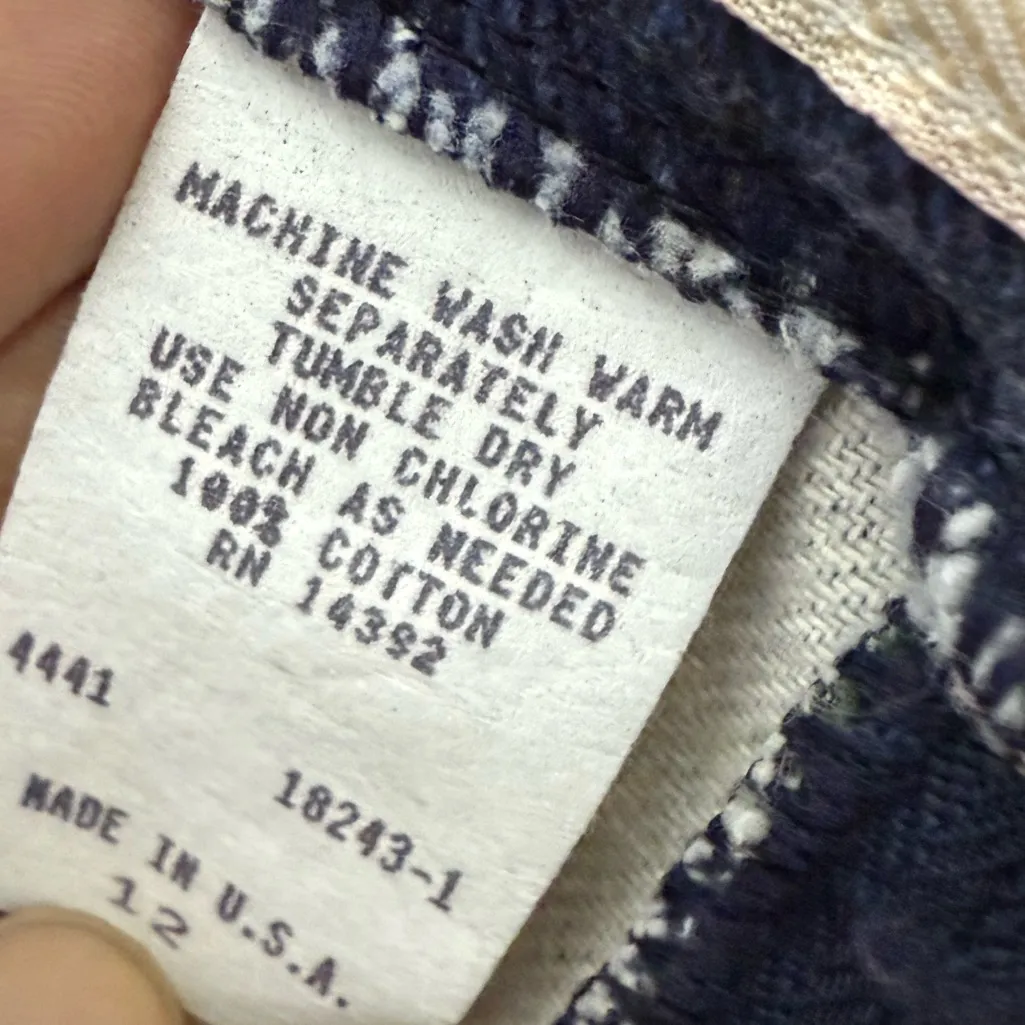 MACHINE WASH WARM
SEPARATELY
TUMBLE DRY
USE NON CHLORINE
BLEACH AS NEEDED
100% COTTON
RN 14392
4441
18243-1
MADE IN U.S.A.
12